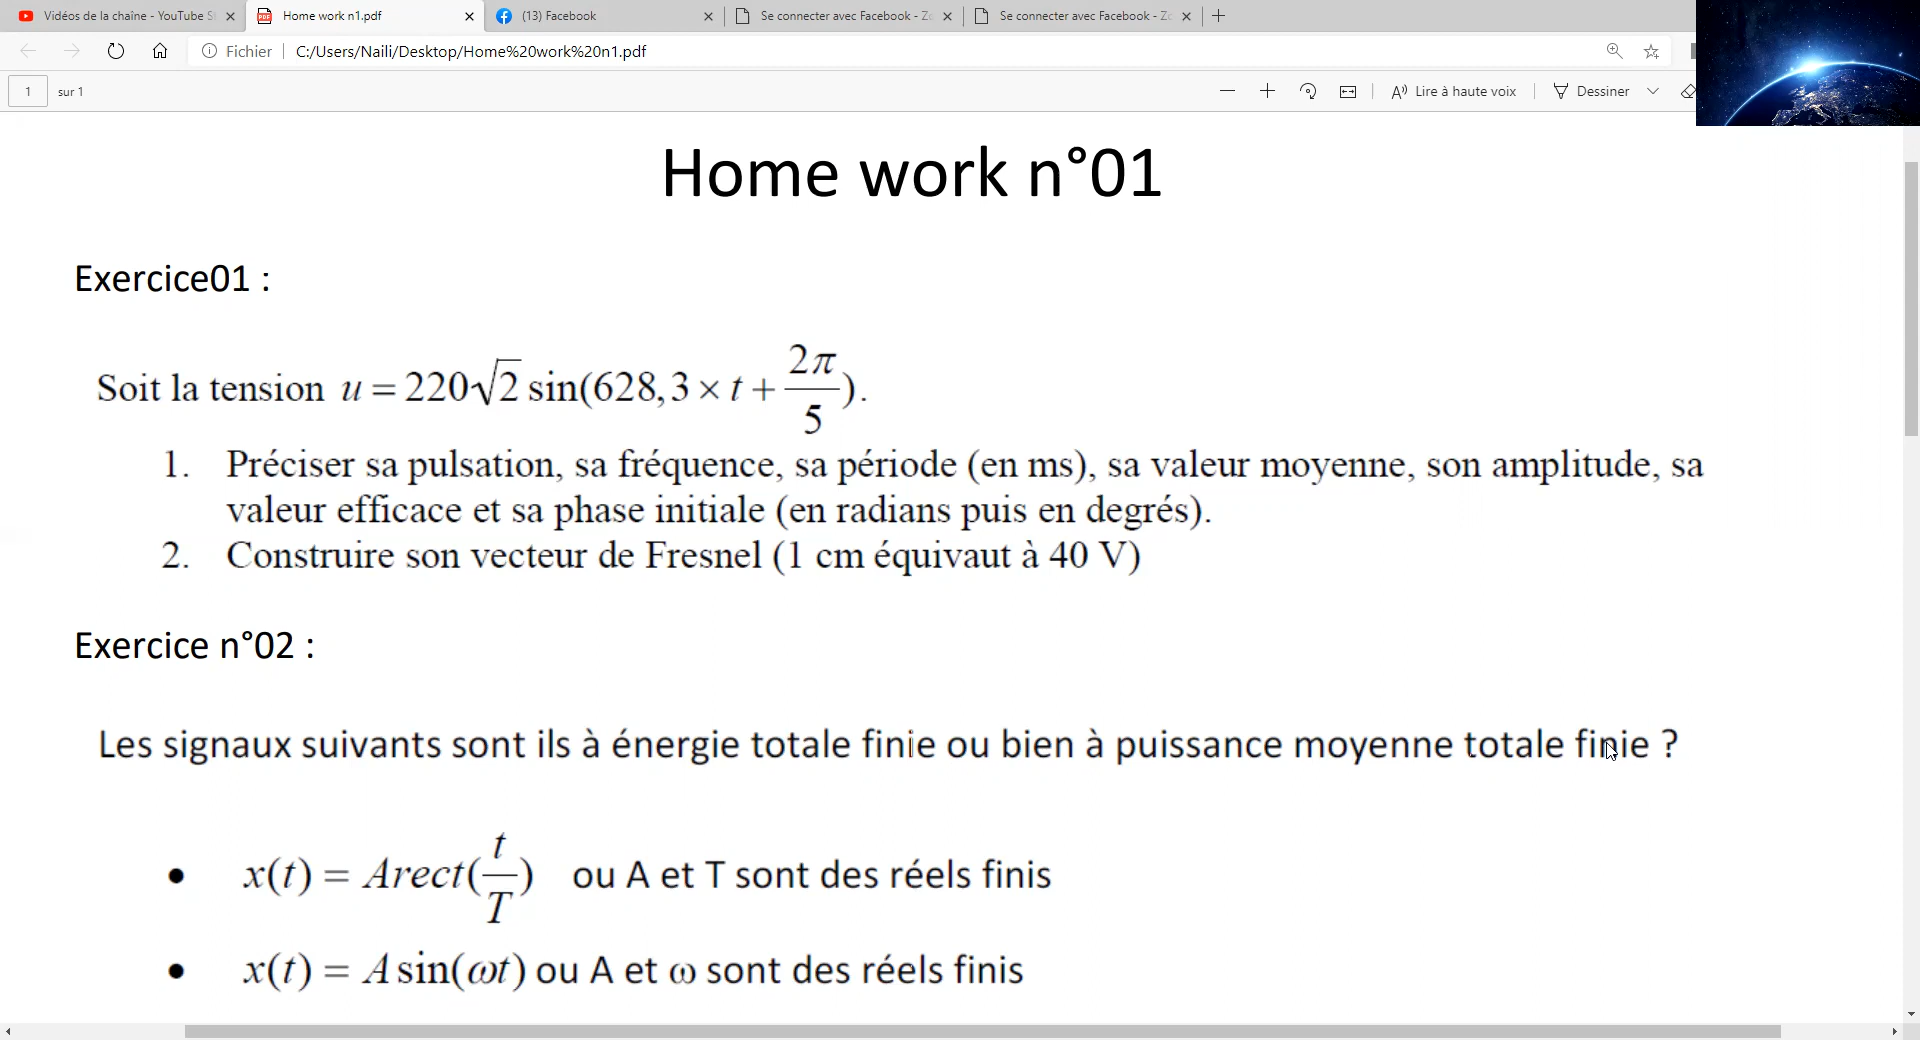 Vidéos de la chaîne - YouTube S
Home work n1.pdf
(13) Facebook
Se connecter avec Facebook - Zo
Se connecter avec Facebook - Zo
Fichier
C:/Users/Naili/Desktop/Home%20work%20n1.pdf
1
sur 1
Lire à haute voix
Dessiner
Home work n°01
Exercice01 :
Soit la tension u = 220√2 sin(628,3 × t + 2π/5).
1. Préciser sa pulsation, sa fréquence, sa période (en ms), sa valeur moyenne, son amplitude, sa
valeur efficace et sa phase initiale (en radians puis en degrés).
2. Construire son vecteur de Fresnel (1 cm équivaut à 40 V)
Exercice n°02 :
Les signaux suivants sont ils à énergie totale finie ou bien à puissance moyenne totale finie ?
• x(t) = Arect(t/T) ou A et T sont des réels finis
• x(t) = A sin(ωt) ou A et ω sont des réels finis